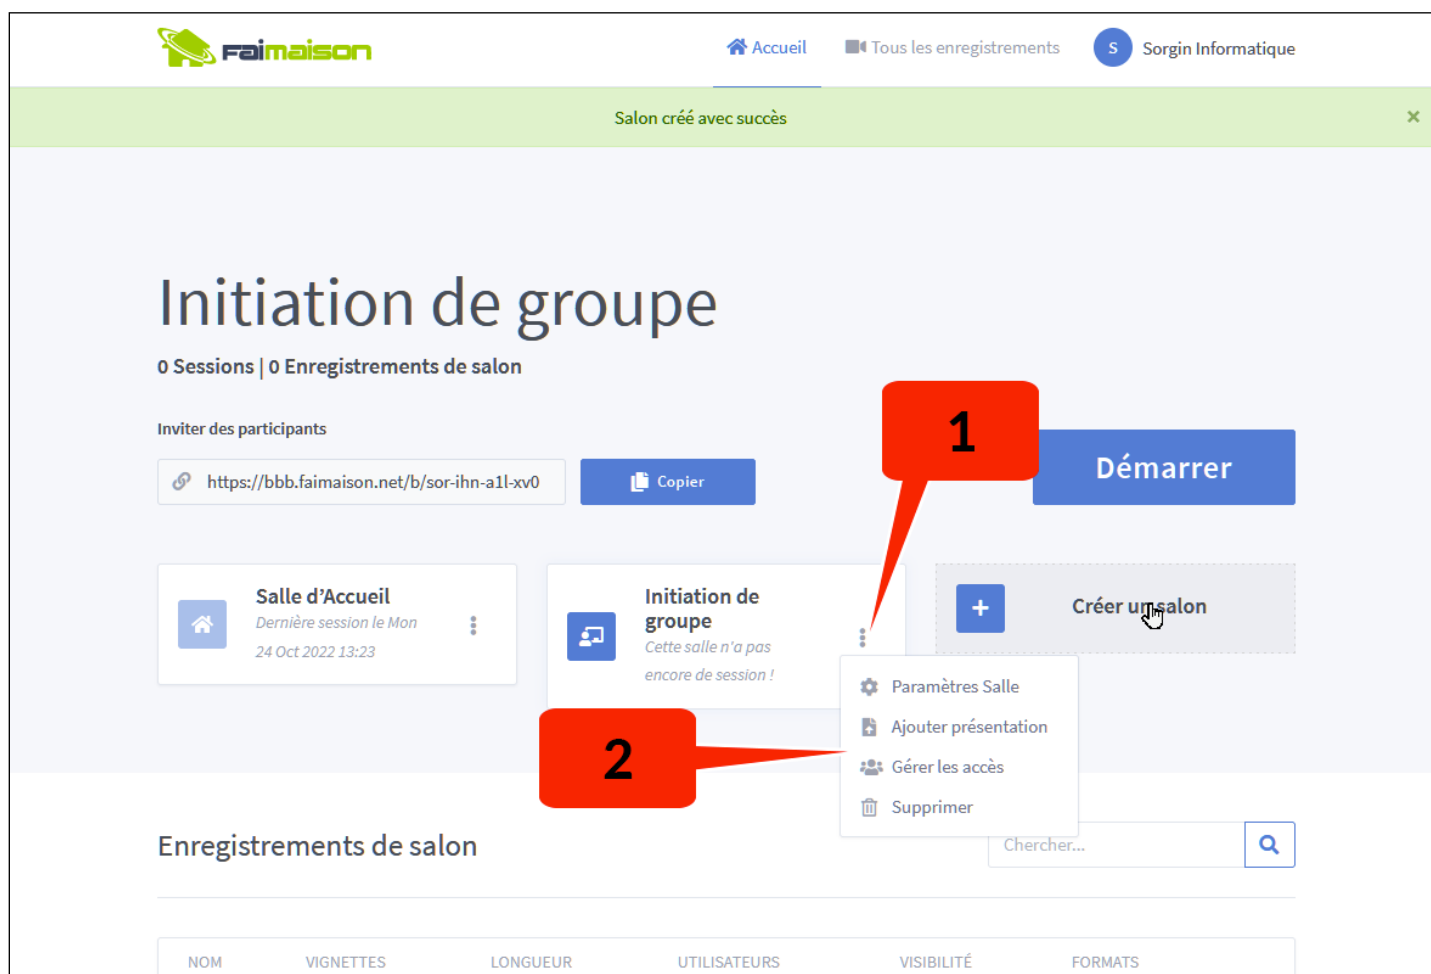 Faimaison
Accueil
Tous les enregistrements
S
Sorgin Informatique
Salon créé avec succès
×
Initiation de groupe
0 Sessions | 0 Enregistrements de salon
Inviter des participants
https://bbb.faimaison.net/b/sor-ihn-a1l-xv0
Copier
1
Démarrer
Salle d’Accueil
Dernière session le Mon
24 Oct 2022 13:23
Initiation de
groupe
Cette salle n'a pas
encore de session !
+
Créer un salon
Paramètres Salle
Ajouter présentation
Gérer les accès
Supprimer
2
Enregistrements de salon
Chercher...
NOM VIGNETTES LONGUEUR UTILISATEURS VISIBILITÉ FORMATS